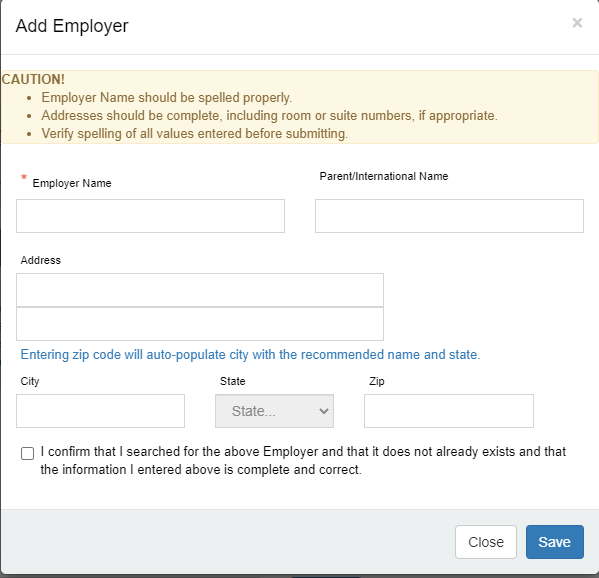 Add Employer ×
CAUTION!
• Employer Name should be spelled properly.
• Addresses should be complete, including room or suite numbers, if appropriate.
• Verify spelling of all values entered before submitting.
* Employer Name
Parent/International Name
Address
Entering zip code will auto-populate city with the recommended name and state.
City State Zip
State...
I confirm that I searched for the above Employer and that it does not already exists and that
the information I entered above is complete and correct.
Close Save